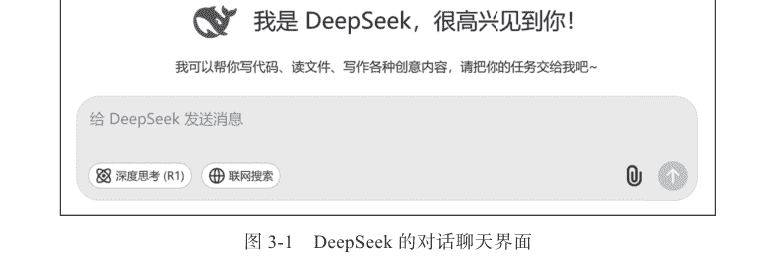 我是 DeepSeek，很高兴见到你！
我可以帮你写代码、读文件、写作各种创意内容，请把你的任务交给我吧~
给 DeepSeek 发送消息
深度思考 (R1) 联网搜索
图 3-1 DeepSeek 的对话聊天界面